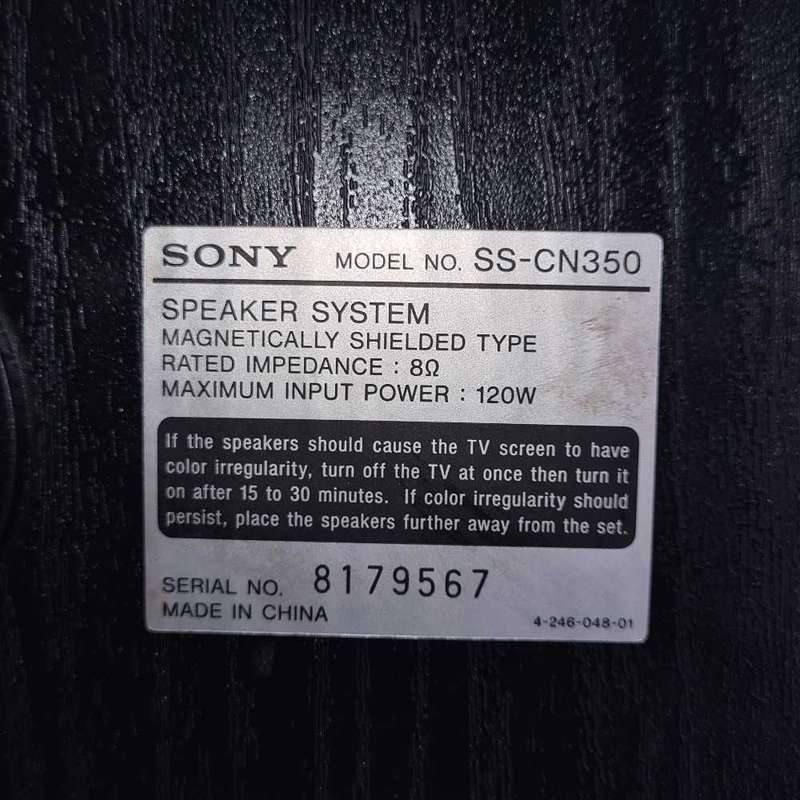 SONY MODEL NO. SS-CN350
SPEAKER SYSTEM
MAGNETICALLY SHIELDED TYPE
RATED IMPEDANCE : 8Ω
MAXIMUM INPUT POWER : 120W
If the speakers should cause the TV screen to have
color irregularity, turn off the TV at once then turn it
on after 15 to 30 minutes. If color irregularity should
persist, place the speakers further away from the set.
SERIAL NO. 8179567
MADE IN CHINA 4-246-048-01